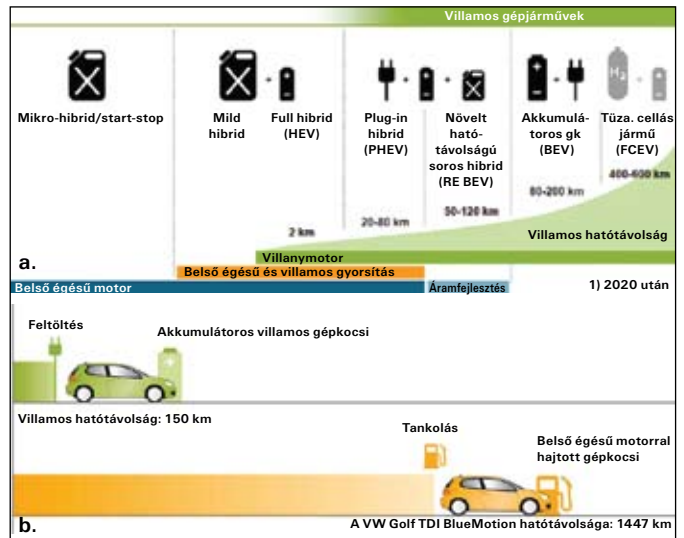 Villamos gépjárművek
H₂
Mikro-hibrid/start-stop
Mild
hibrid
Full hibrid
(HEV)
Plug-in
hibrid
(PHEV)
Növelt
ható-
távolságú
soros hibrid
(RE BEV)
Akkumulá-
toros gk
(BEV)
Tüza. cellás
jármű
(FCEV)
2 km
20-80 km
50-120 km
80-200 km
400-600 km
Villamos hatótávolság
a.
Villanymotor
Belső égésű és villamos gyorsítás
Belső égésű motor
Áramfejlesztés
1) 2020 után
Feltöltés
Akkumulátoros villamos gépkocsi
Villamos hatótávolság: 150 km
Tankolás
Belső égésű motorral
hajtott gépkocsi
b.
A VW Golf TDI BlueMotion hatótávolsága: 1447 km